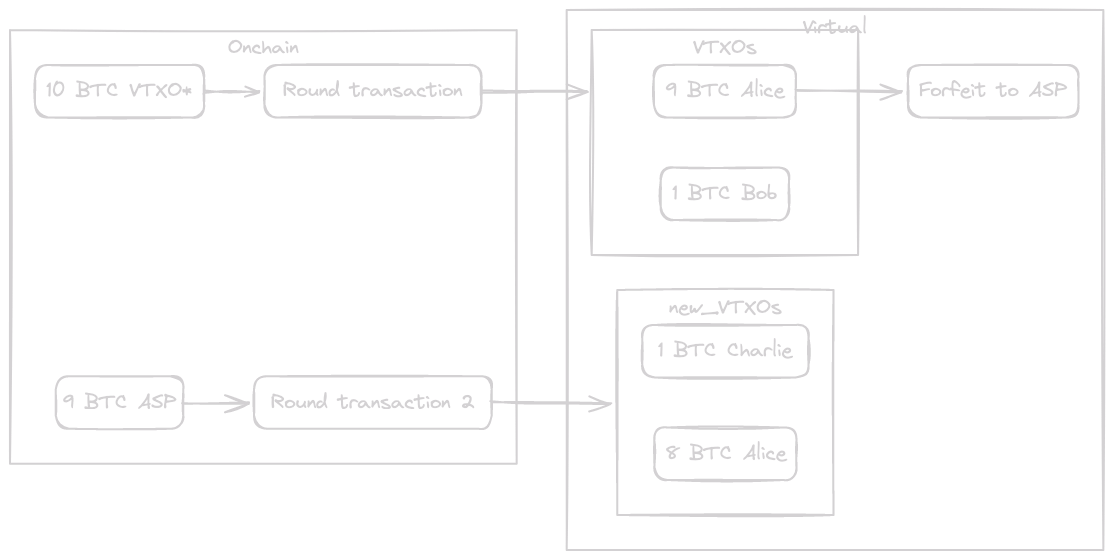 Virtual
Onchain
VTXOs
10 BTC VTXO*
Round transaction
9 BTC Alice
Forfeit to ASP
1 BTC Bob
new_VTXOs
1 BTC Charlie
9 BTC ASP
Round transaction 2
8 BTC Alice